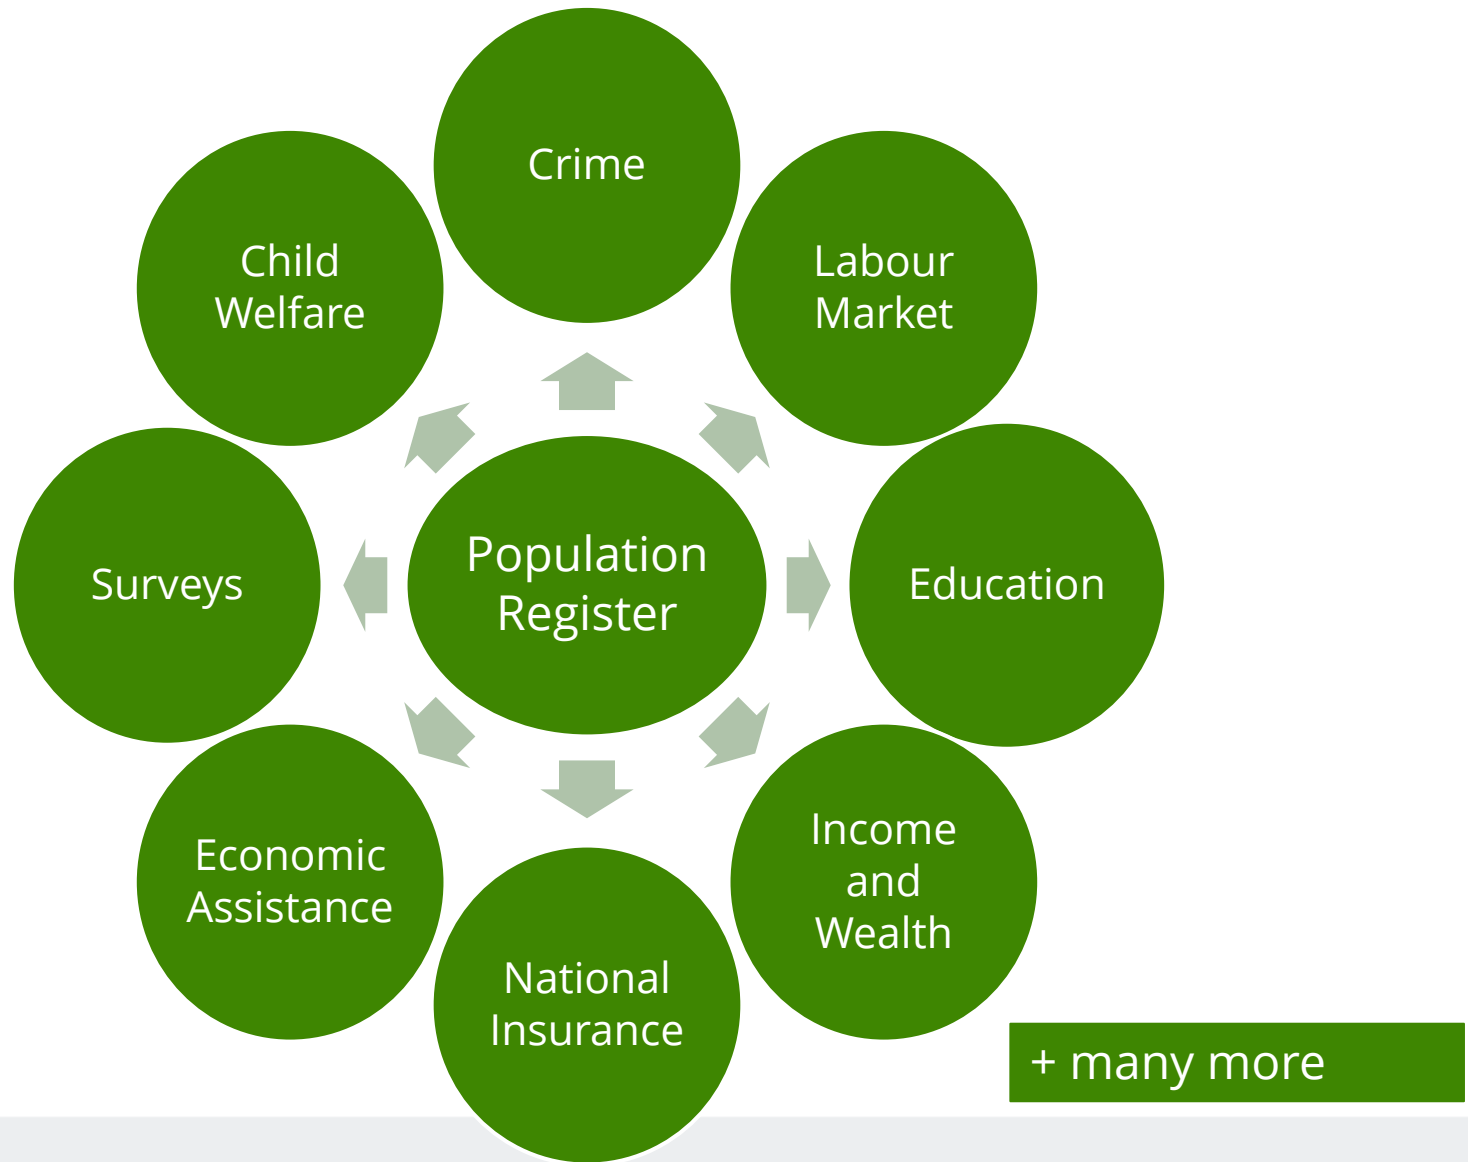 Crime
Labour
Market
Education
Income
and
Wealth
National
Insurance
Economic
Assistance
Surveys
Child
Welfare
Population
Register
+ many more